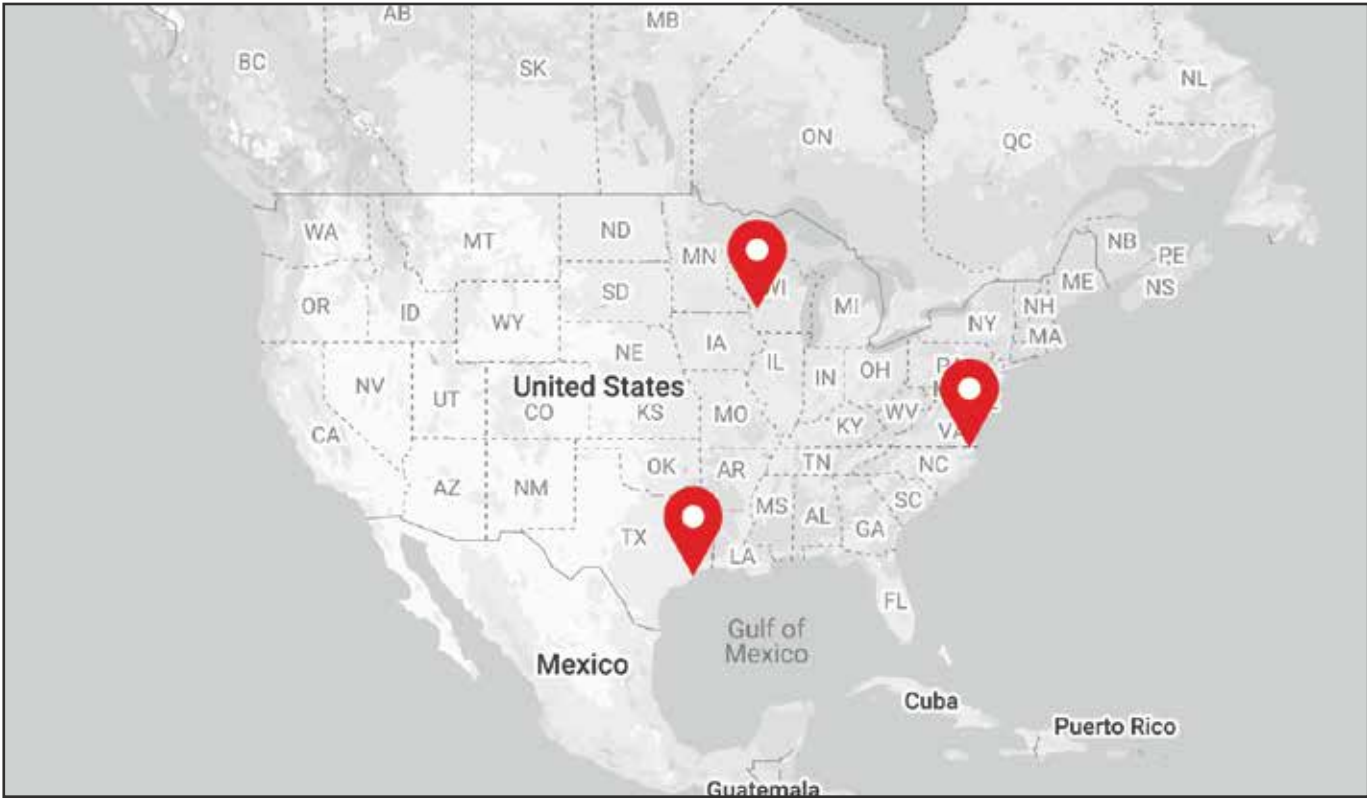 AB
MB
BC
SK
NL
ON
QC
WA
MT
ND
MN
NB
PE
ME
NS
OR
ID
SD
WI
MI
NH
NY
MA
WY
IA
NE
IL
IN
OH
PA
NV
UT
United States
CO
KS
MO
KY
WV
VA
CA
OK
AR
TN
NC
AZ
NM
MS
AL
SC
GA
TX
LA
FL
Gulf of
Mexico
Mexico
Cuba
Puerto Rico
Guatemala